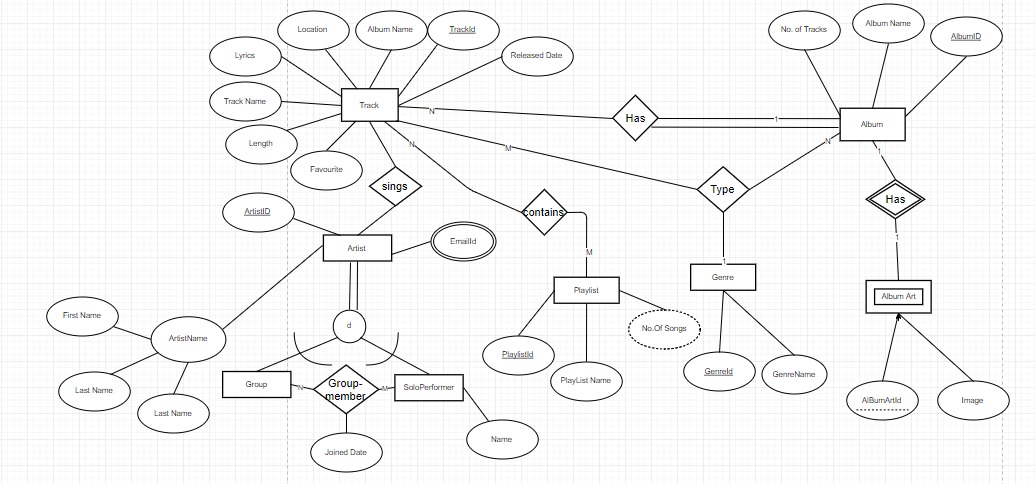 Location
Album Name
TrackId
No. of Tracks
Album Name
AlbumID
Lyrics
Released Date
Track Name
Track
N
Has
1
Album
Length
N
M
N
1
Favourite
sings
Type
Has
ArtistID
contains
Artist
EmailId
M
1
1
Genre
Playlist
Album Art
First Name
ArtistName
d
No.Of Songs
PlaylistId
GenreId
GenreName
Group
N
Group-
member
M
SoloPerformer
PlayList Name
Last Name
Last Name
AlBumArtId
Image
Joined Date
Name